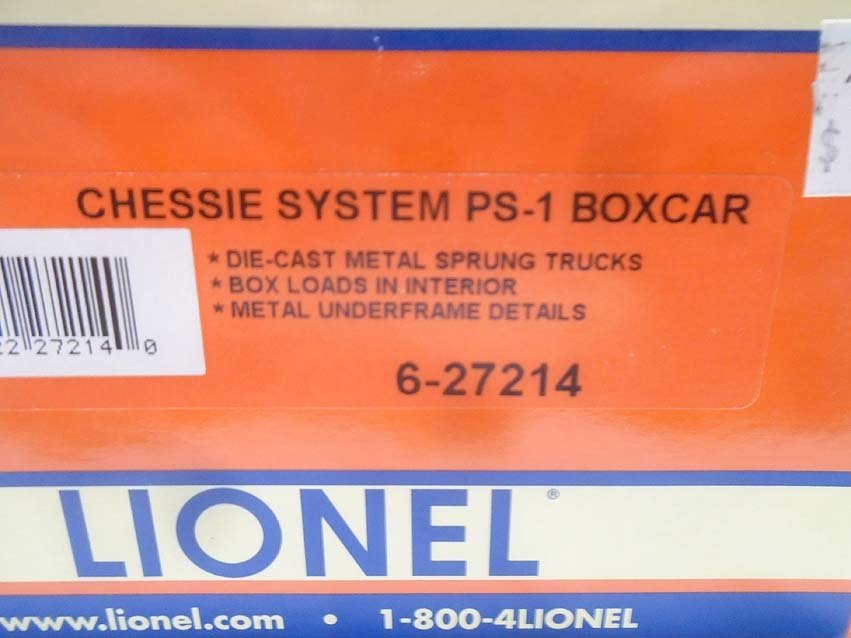 CHESSIE SYSTEM PS-1 BOXCAR
* DIE-CAST METAL SPRUNG TRUCKS
* BOX LOADS IN INTERIOR
* METAL UNDERFRAME DETAILS
22 27214 0
6-27214
LIONEL®
www.lionel.com • 1-800-4LIONEL